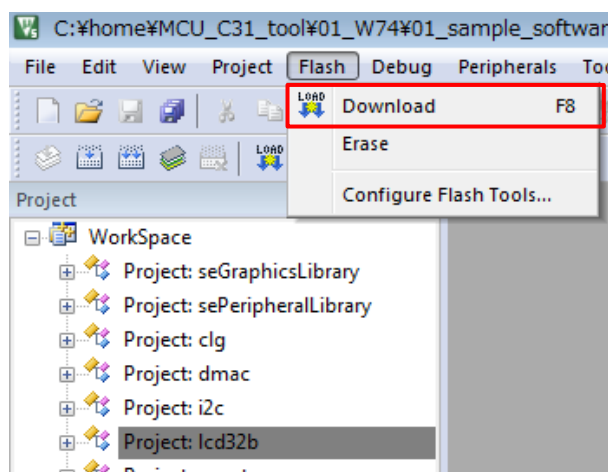 C:¥home¥MCU_C31_tool¥01_W74¥01_sample_softwar
File Edit View Project Flash Debug Peripherals Too
LOAD Download F8
Erase
LOAD
Configure Flash Tools...
Project
WorkSpace
Project: seGraphicsLibrary
Project: sePeripheralLibrary
Project: clg
Project: dmac
Project: i2c
Project: lcd32b